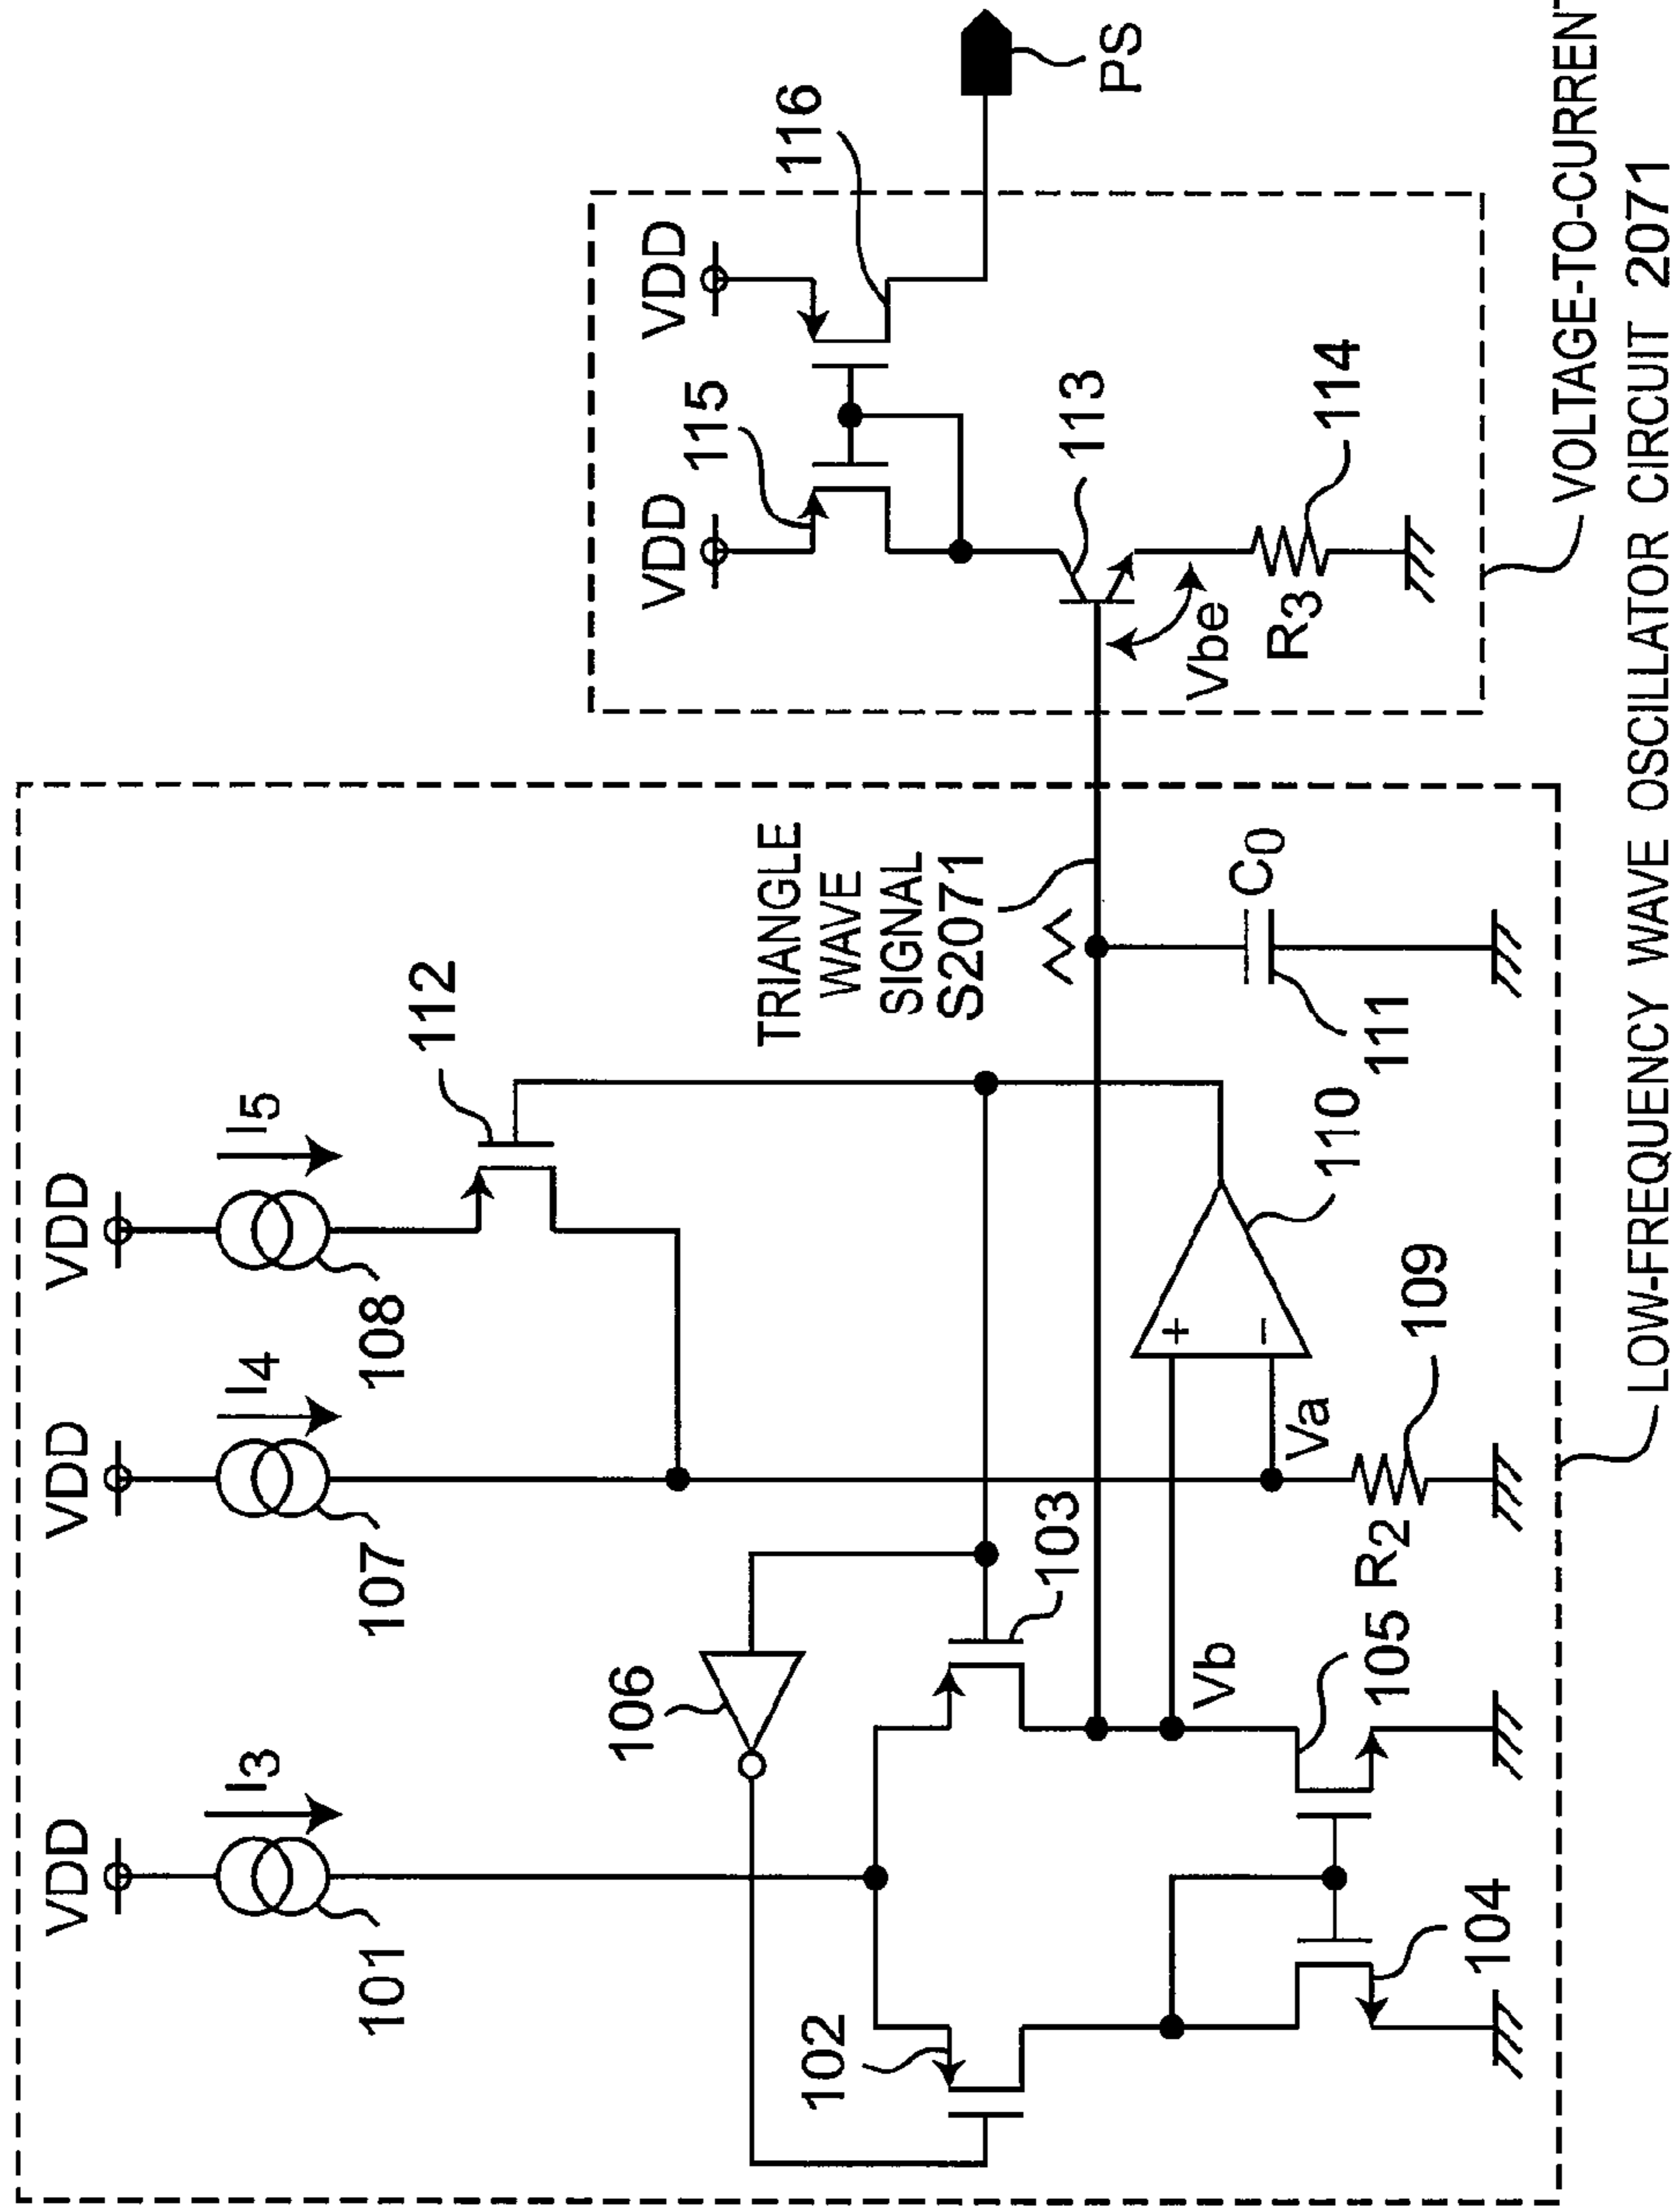 VDD
VDD
VDD
I3
I4
I5
101
107
108
112
106
102
103
TRIANGLE
WAVE
SIGNAL
S2071
Vb
Va
+
−
110
104
105
R2
109
C0
111
VDD
VDD
115
116
113
Vbe
R3
114
PS
VOLTAGE-TO-CURRENT
LOW-FREQUENCY WAVE OSCILLATOR CIRCUIT 2071